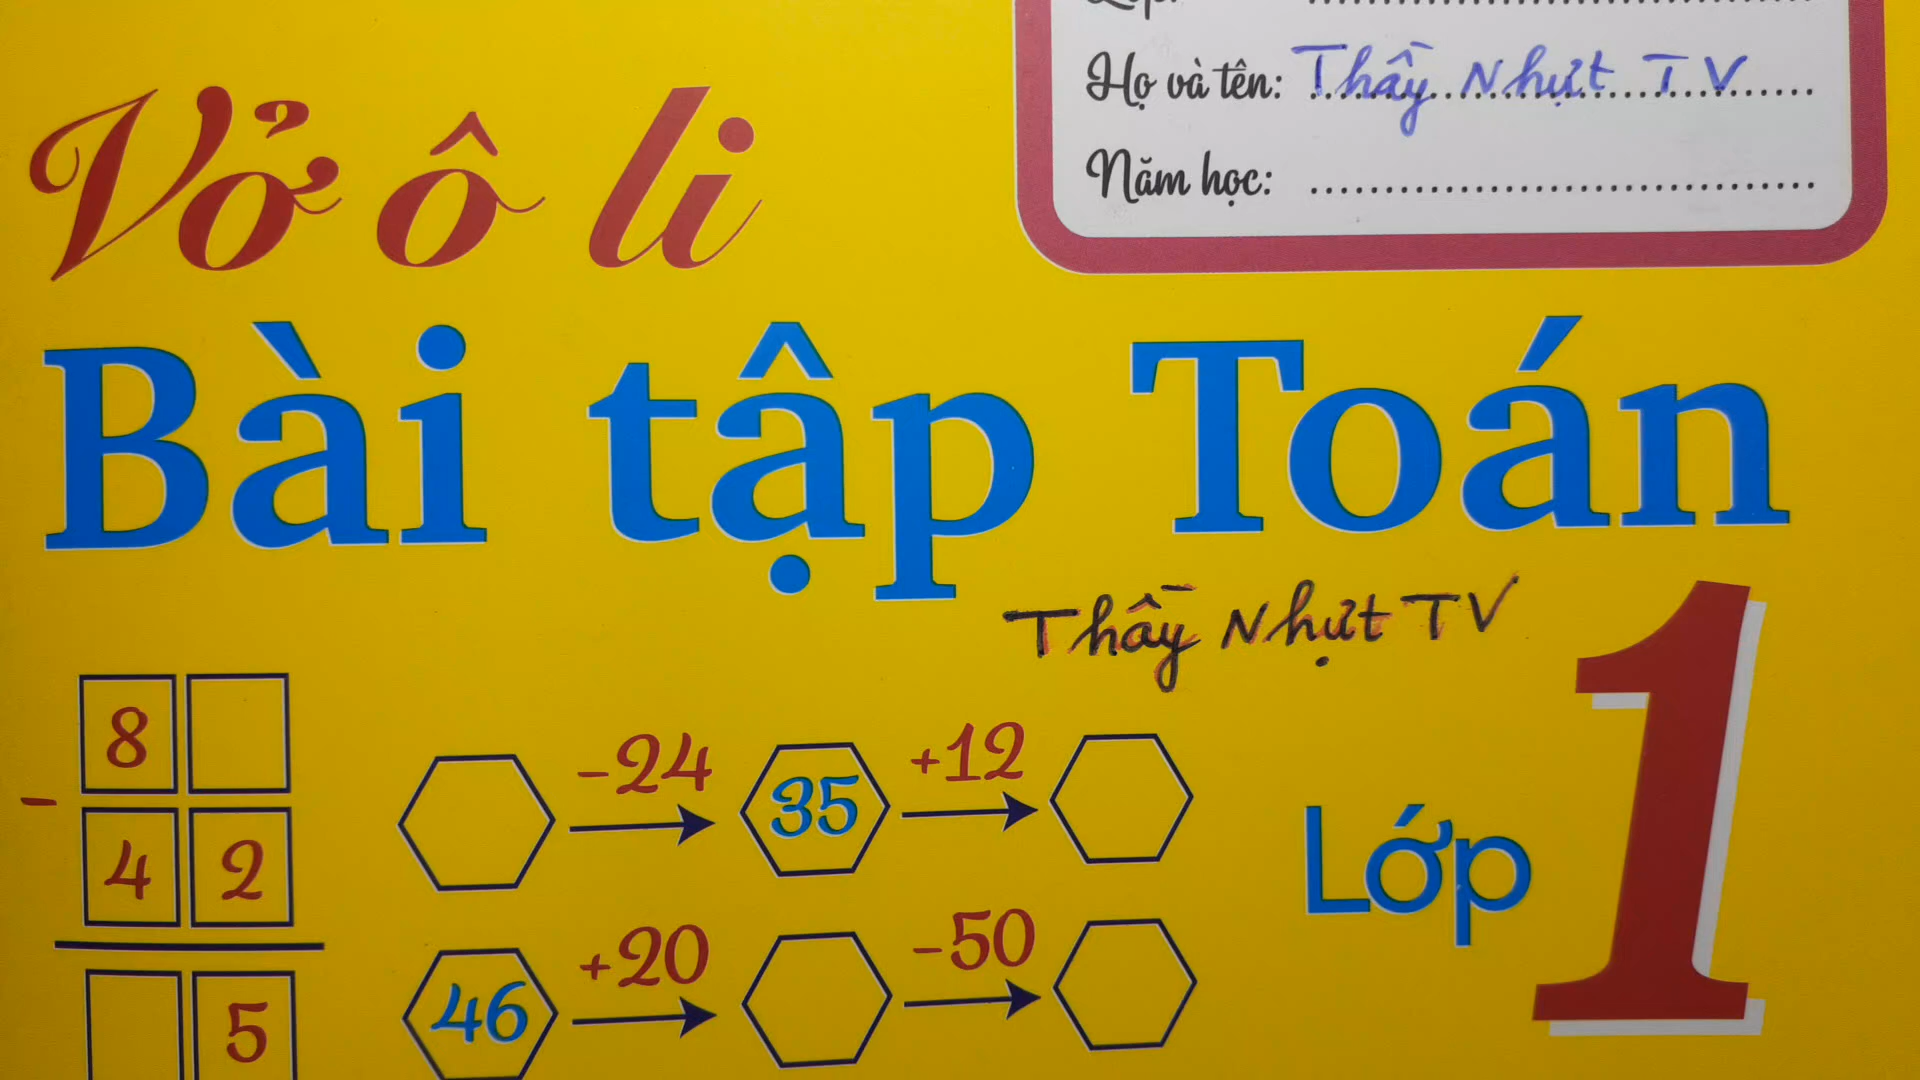 Lớp:
Họ và tên: Thầy Nhựt TV
Năm học:
Vở ô li
Bài tập Toán
Thầy Nhựt TV
Lớp 1
8
- 4 2
5
-24 35 +12
46 +20 -50